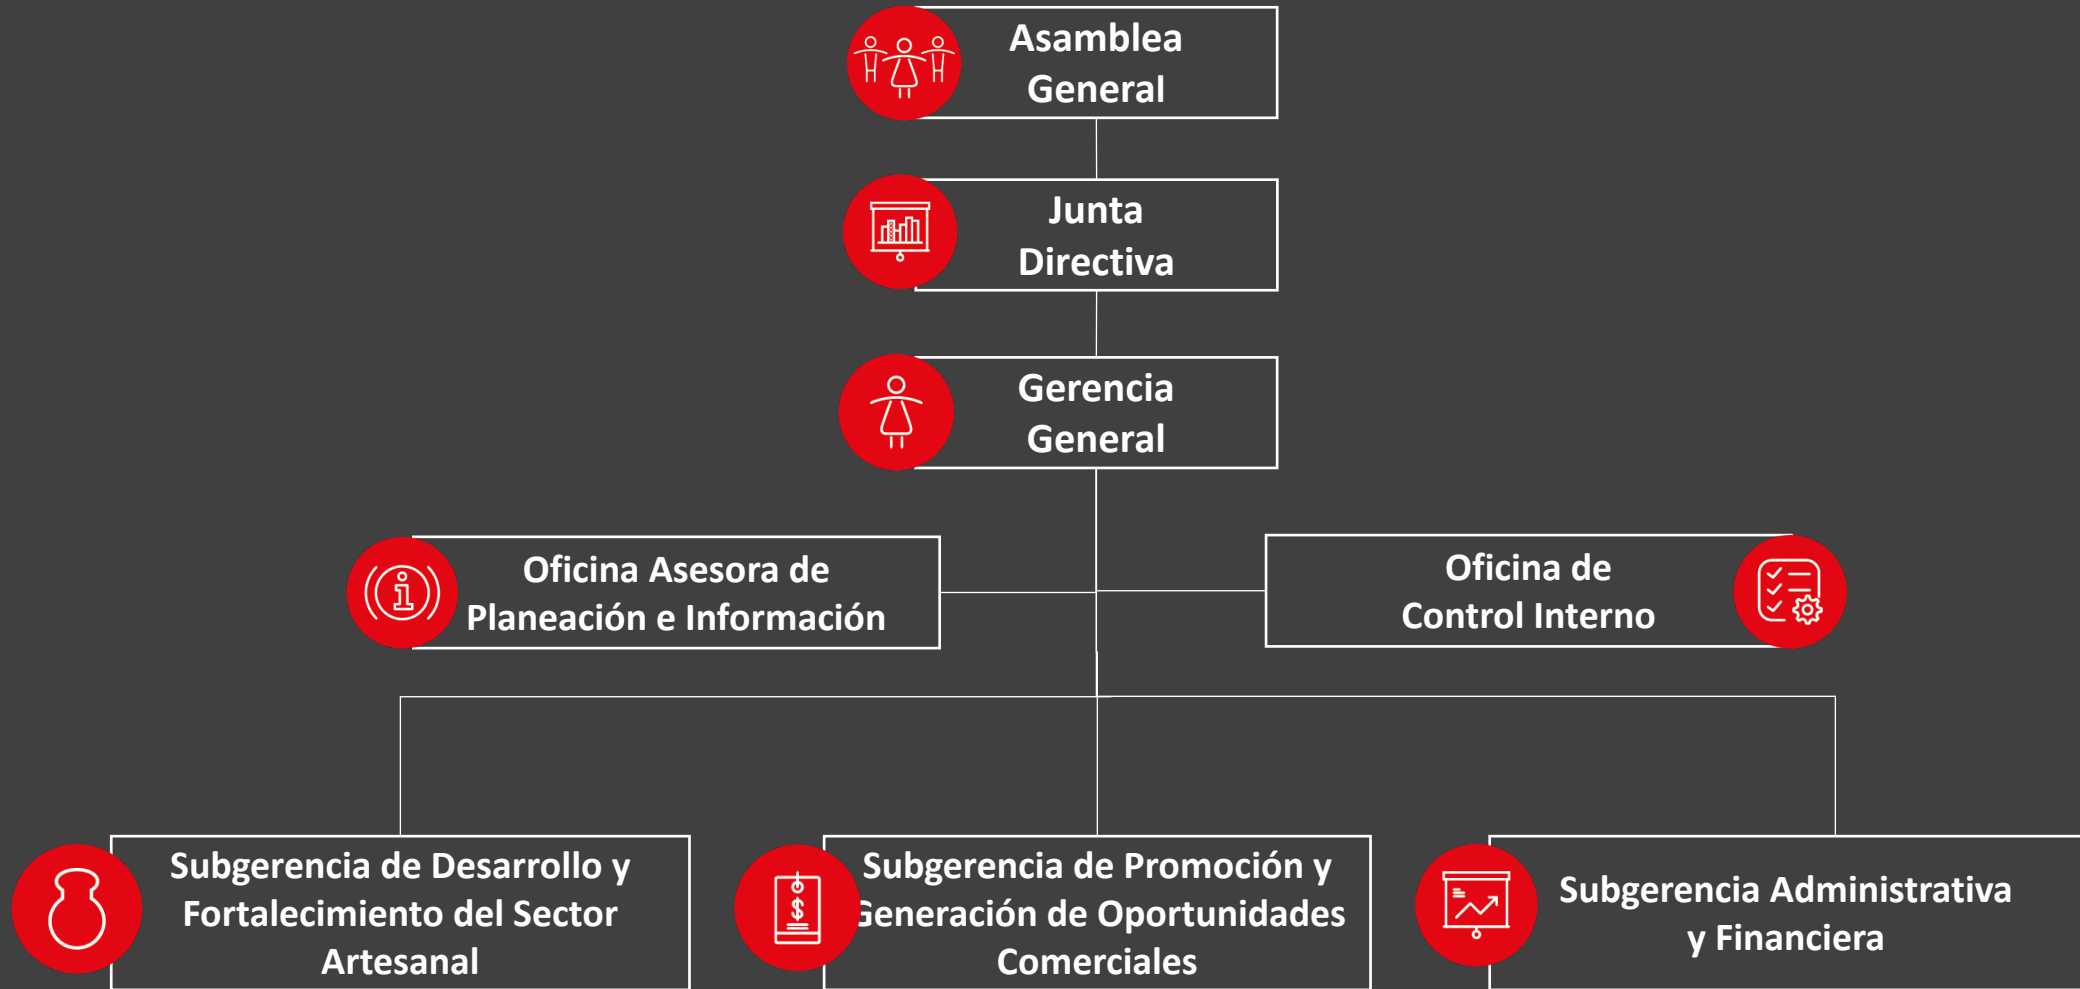 Asamblea
General
Junta
Directiva
Gerencia
General
Oficina Asesora de
Planeación e Información
Oficina de
Control Interno
Subgerencia de Desarrollo y
Fortalecimiento del Sector
Artesanal
Subgerencia de Promoción y
Generación de Oportunidades
Comerciales
Subgerencia Administrativa
y Financiera